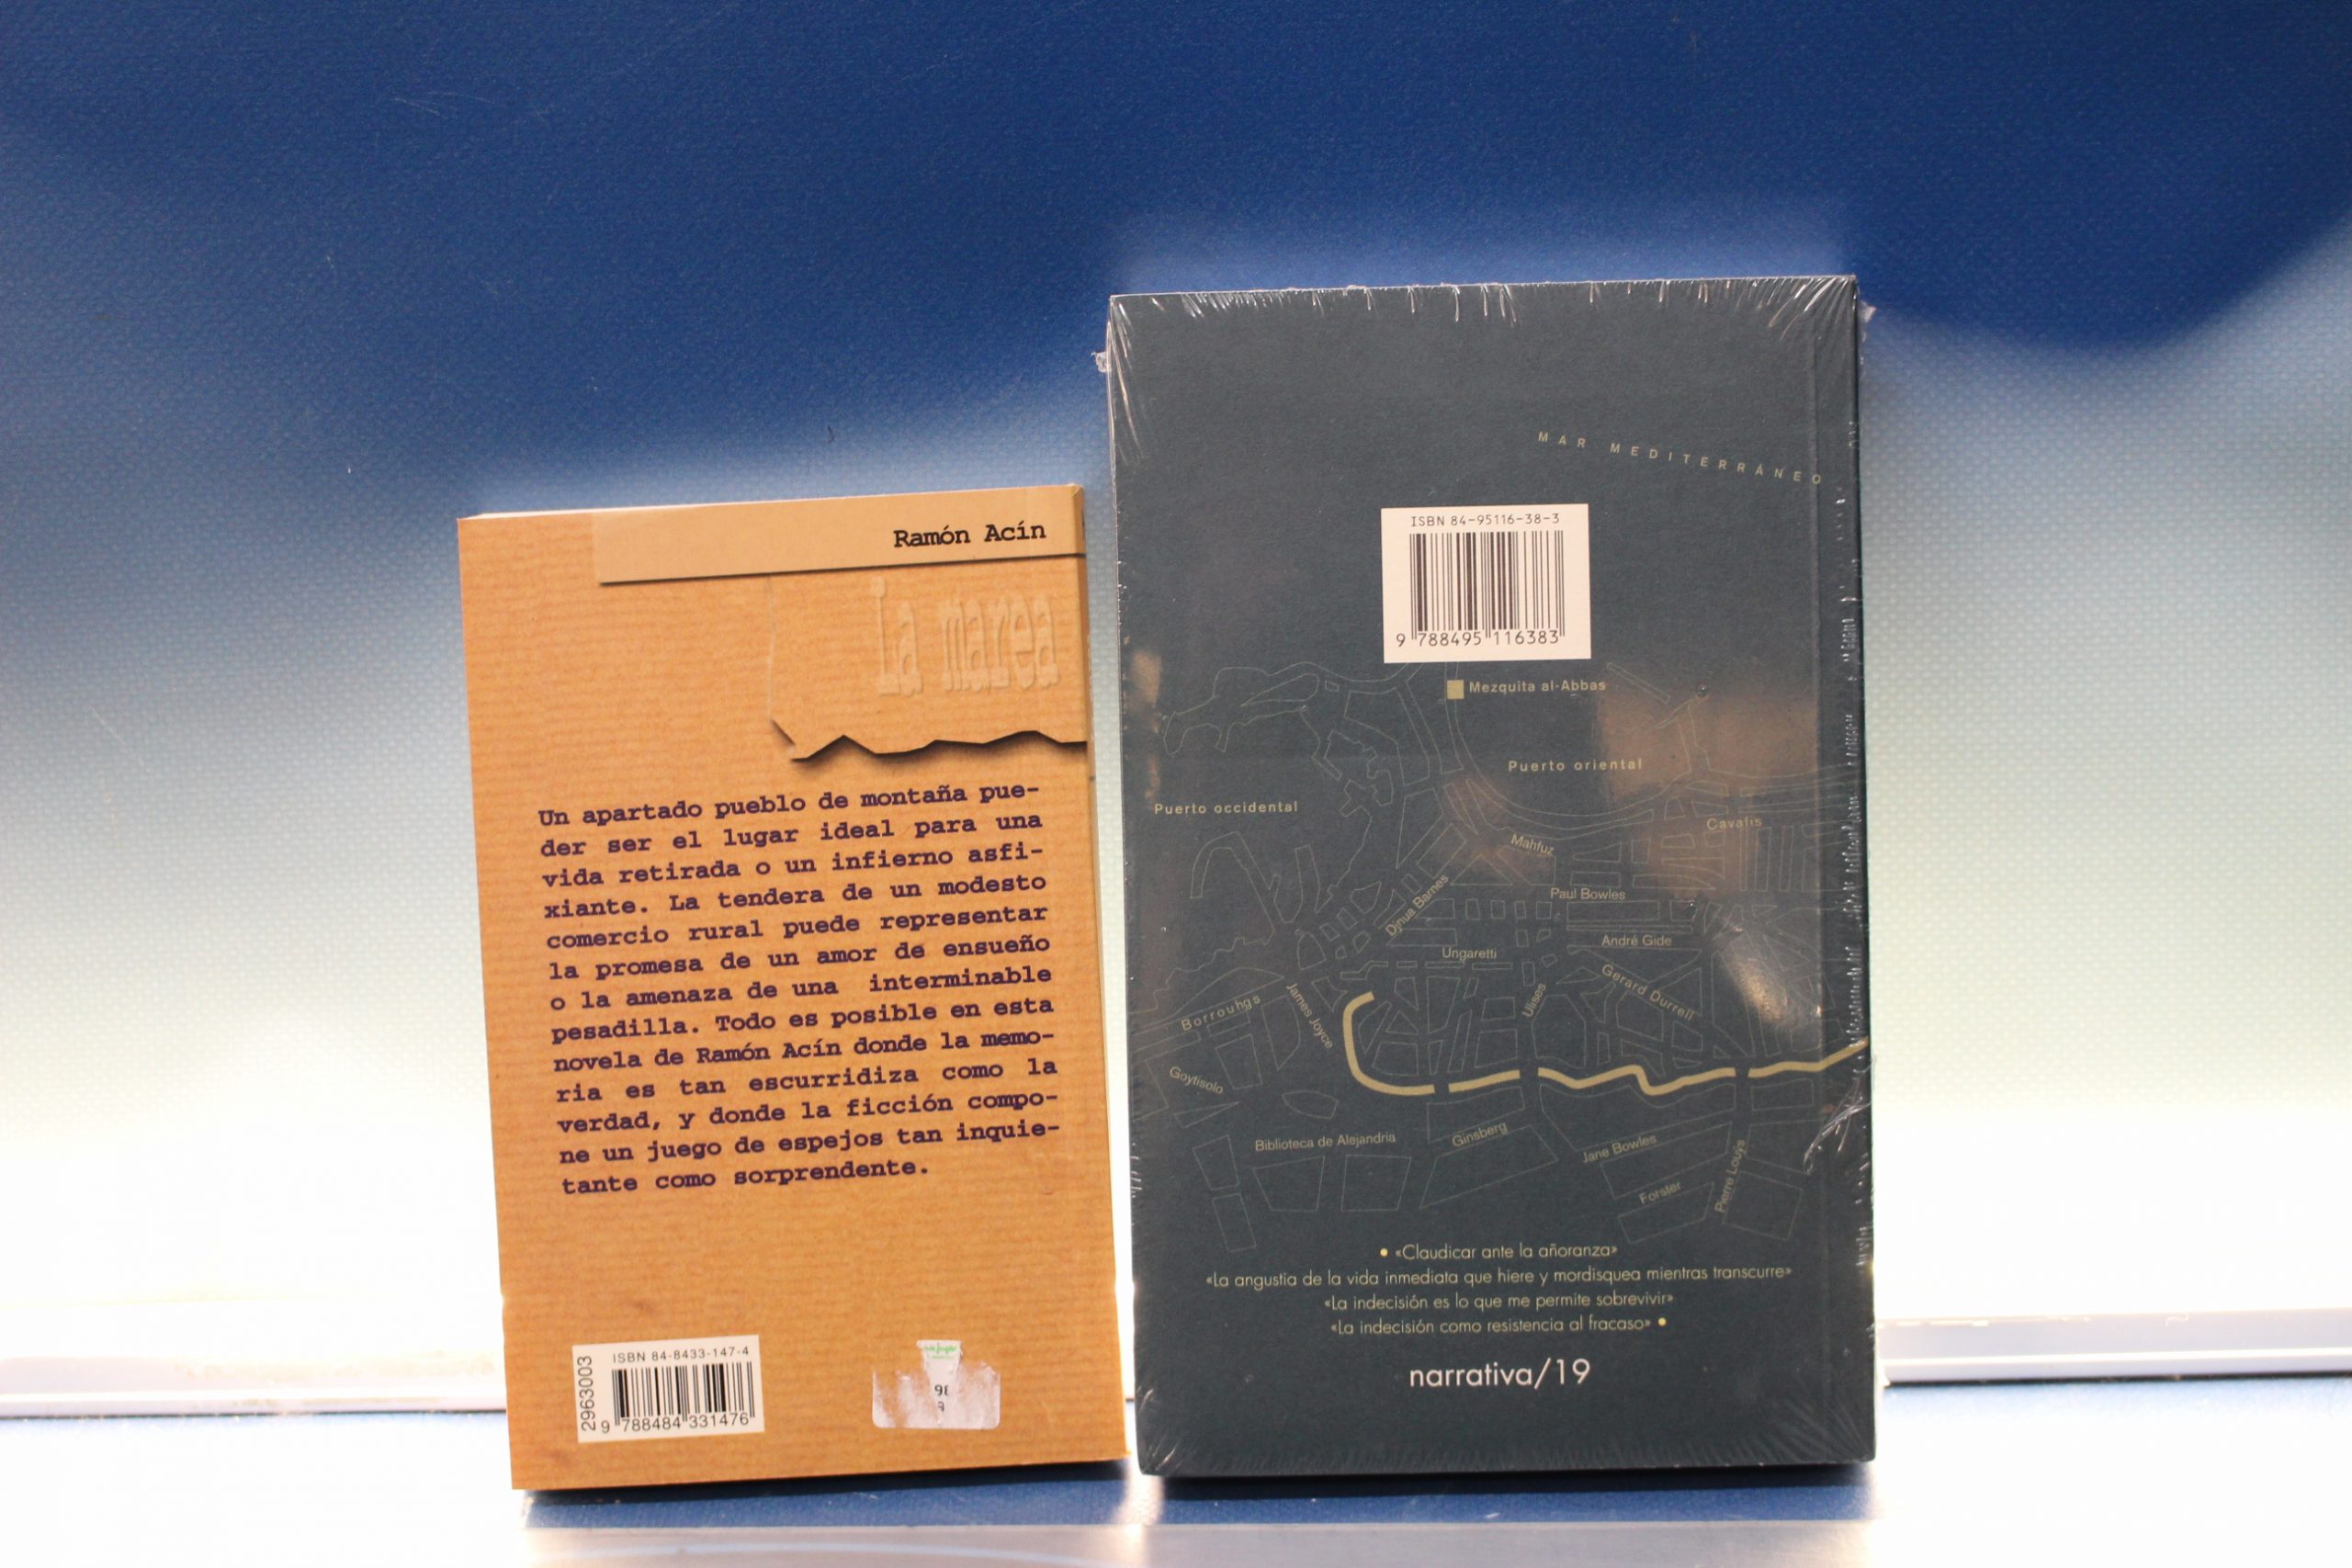 Ramón Acín
La marea
Un apartado pueblo de montaña pue-
der ser el lugar ideal para una
vida retirada o un infierno asfi-
xiante. La tendera de un modesto
comercio rural puede representar
la promesa de un amor de ensueño
o la amenaza de una interminable
pesadilla. Todo es posible en esta
novela de Ramón Acín donde la memo-
ria es tan escurridiza como la
verdad, y donde la ficción compo-
ne un juego de espejos tan inquie-
tante como sorprendente.
2963003
ISBN 84-8433-147-4
9 788484 331476
MAR MEDITERRÁNEO
ISBN 84-95116-38-3
9 788495 116383
Mezquita al-Abbas
Puerto oriental
Puerto occidental
Cavafis
Mahfuz
Paul Bowles
Djnua Barnes
André Gide
Ungaretti
Gerard Durrell
Ulises
Borrouhgs
James Joyce
Goytisolo
Biblioteca de Alejandria
Ginsberg
Jane Bowles
Pierre Louÿs
Forster
• «Claudicar ante la añoranza»
«La angustia de la vida inmediata que hiere y mordisquea mientras transcurre»
«La indecisión es lo que me permite sobrevivir»
«La indecisión como resistencia al fracaso» •
narrativa/19